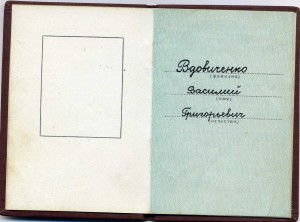 Вдовиченко
(фамилия)
Василий
(имя)
Григорьевич
(отчество)